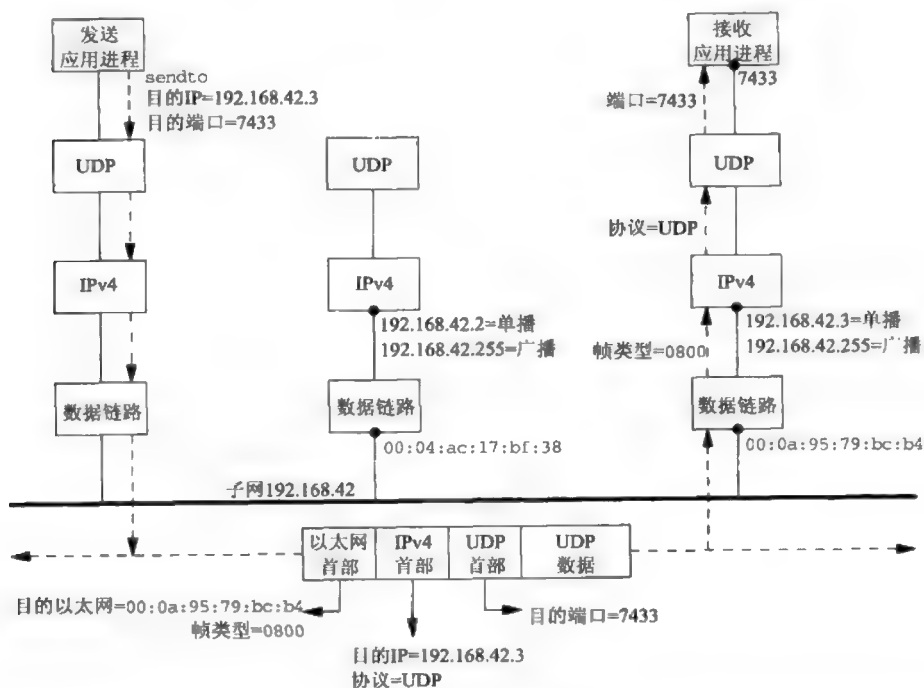 发送
应用进程
sendto
目的IP=192.168.42.3
目的端口=7433
UDP
IPv4
数据链路
UDP
IPv4
192.168.42.2=单播
192.168.42.255=广播
数据链路
00:04:ac:17:bf:38
接收
应用进程
7433
端口=7433
UDP
协议=UDP
IPv4
192.168.42.3=单播
192.168.42.255=广播
帧类型=0800
数据链路
00:0a:95:79:bc:b4
子网192.168.42
以太网
首部
IPv4
首部
UDP
首部
UDP
数据
目的以太网=00:0a:95:79:bc:b4
帧类型=0800
目的IP=192.168.42.3
协议=UDP
目的端口=7433